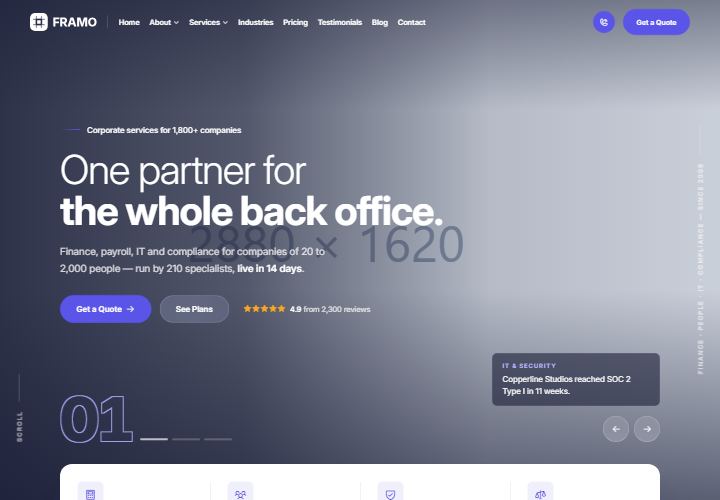 FRAMO
Home About Services Industries Pricing Testimonials Blog Contact
Get a Quote
Corporate services for 1,800+ companies
One partner for
the whole back office.
2880 × 1620
Finance, payroll, IT and compliance for companies of 20 to
2,000 people — run by 210 specialists, live in 14 days.
Get a Quote →
See Plans
4.9 from 2,300 reviews
FINANCE · PEOPLE · IT · COMPLIANCE — SINCE 2009
IT & SECURITY
Copperline Studios reached SOC 2
Type I in 11 weeks.
SCROLL
01